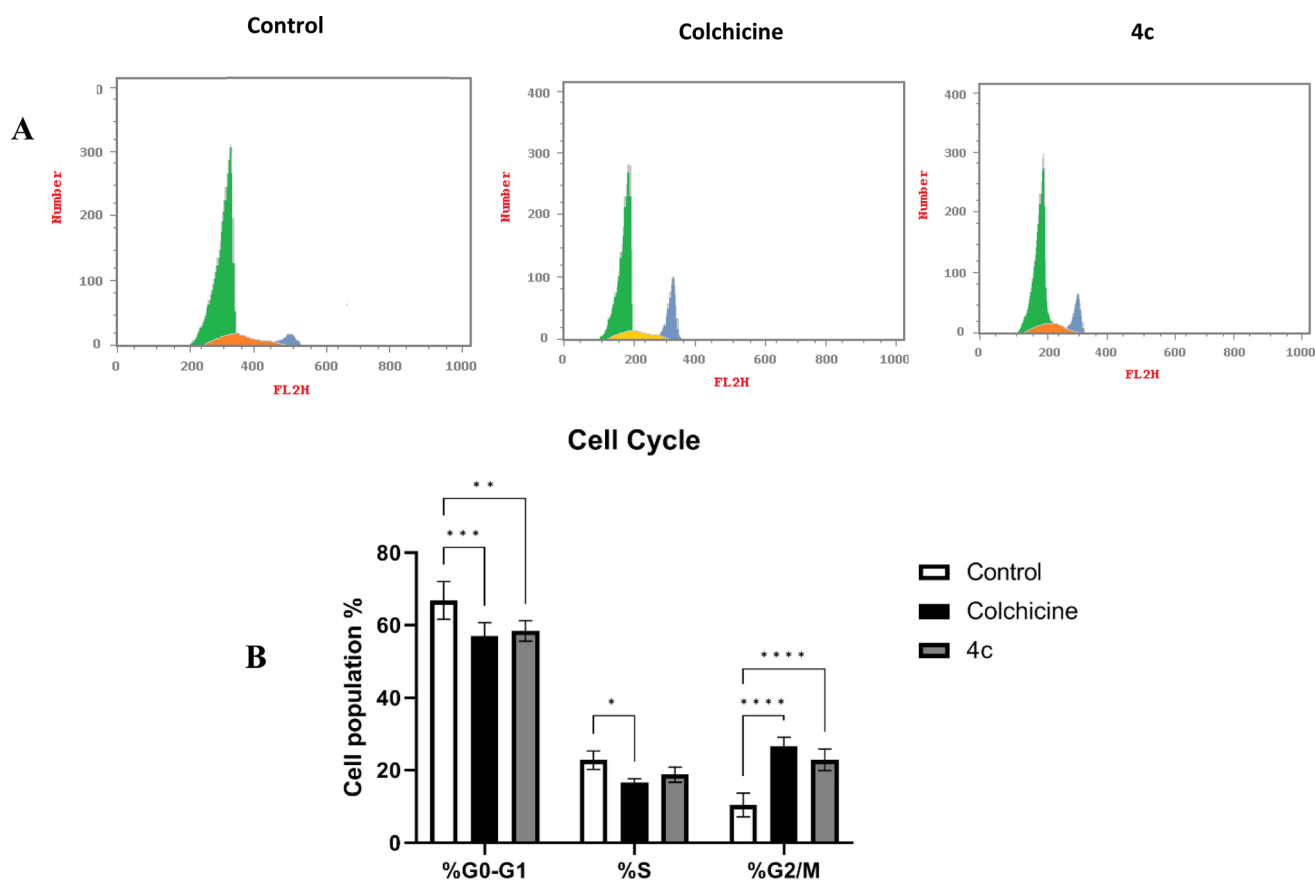 Control
Colchicine
4c
A
0
300
200
100
0
Number
0
200
400
600
800
1000
FL2H
400
300
200
100
0
Number
0
200
400
600
800
1000
FL2H
400
300
200
100
0
Number
0
200
400
600
800
1000
FL2H
Cell Cycle
B
Cell population %
80
60
40
20
0
* *
* * *
*
* * * *
* * * *
%G0-G1
%S
%G2/M
Control
Colchicine
4c